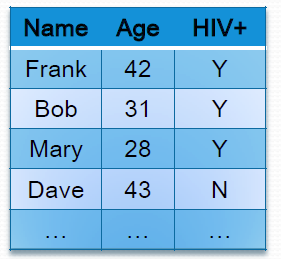 Name Age HIV+
Frank 42 Y
Bob 31 Y
Mary 28 Y
Dave 43 N
... ... ...